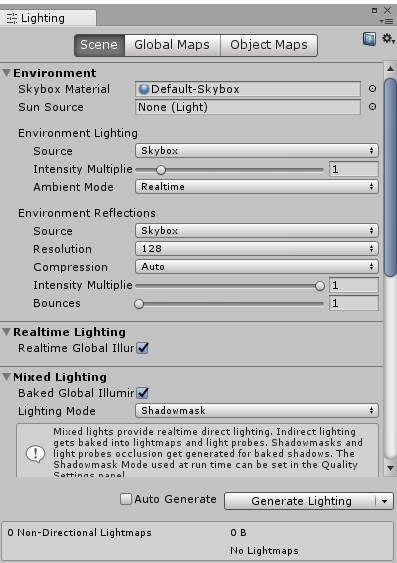 Lighting
Scene Global Maps Object Maps
Environment
Skybox Material Default-Skybox
Sun Source None (Light)
Environment Lighting
Source Skybox
Intensity Multiplie 1
Ambient Mode Realtime
Environment Reflections
Source Skybox
Resolution 128
Compression Auto
Intensity Multiplie 1
Bounces 1
Realtime Lighting
Realtime Global Illur
Mixed Lighting
Baked Global Illumir
Lighting Mode Shadowmask
Mixed lights provide realtime direct lighting. Indirect lighting
gets baked into lightmaps and light probes. Shadowmasks and
light probes occlusion get generated for baked shadows. The
Shadowmask Mode used at run time can be set in the Quality
Settings panel
Auto Generate Generate Lighting
0 Non-Directional Lightmaps 0 B
No Lightmaps